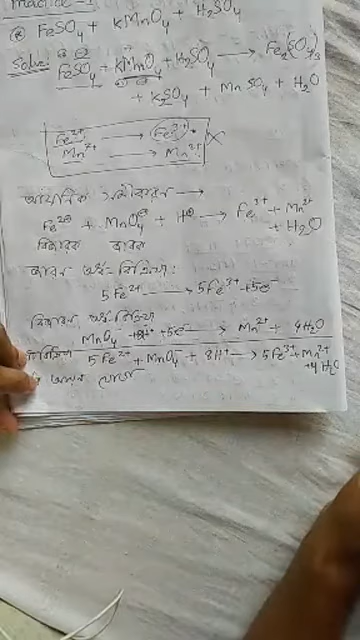 Practice-1
⊛ FeSO₄ + KMnO₄ + H₂SO₄
Solve: FeSO₄ + KMnO₄ + H₂SO₄ → Fe₂(SO₄)₃
+ K₂SO₄ + MnSO₄ + H₂O
Fe²⁺ → Fe³⁺
Mn⁷⁺ → Mn²⁺
আয়নিক সমীকরণ →
Fe²⁺ + MnO₄⁻ + H⁺ → Fe³⁺ + Mn²⁺
+ H₂O
বিজারক জারক
জারণ অর্ধ-বিক্রিয়া:
5Fe²⁺ → 5Fe³⁺ + 5e⁻
বিজারণ অর্ধ বিক্রিয়া
MnO₄⁻ + 8H⁺ + 5e⁻ → Mn²⁺ + 4H₂O
5Fe²⁺ + MnO₄⁻ + 8H⁺ → 5Fe³⁺ + Mn²⁺
+ 4H₂O